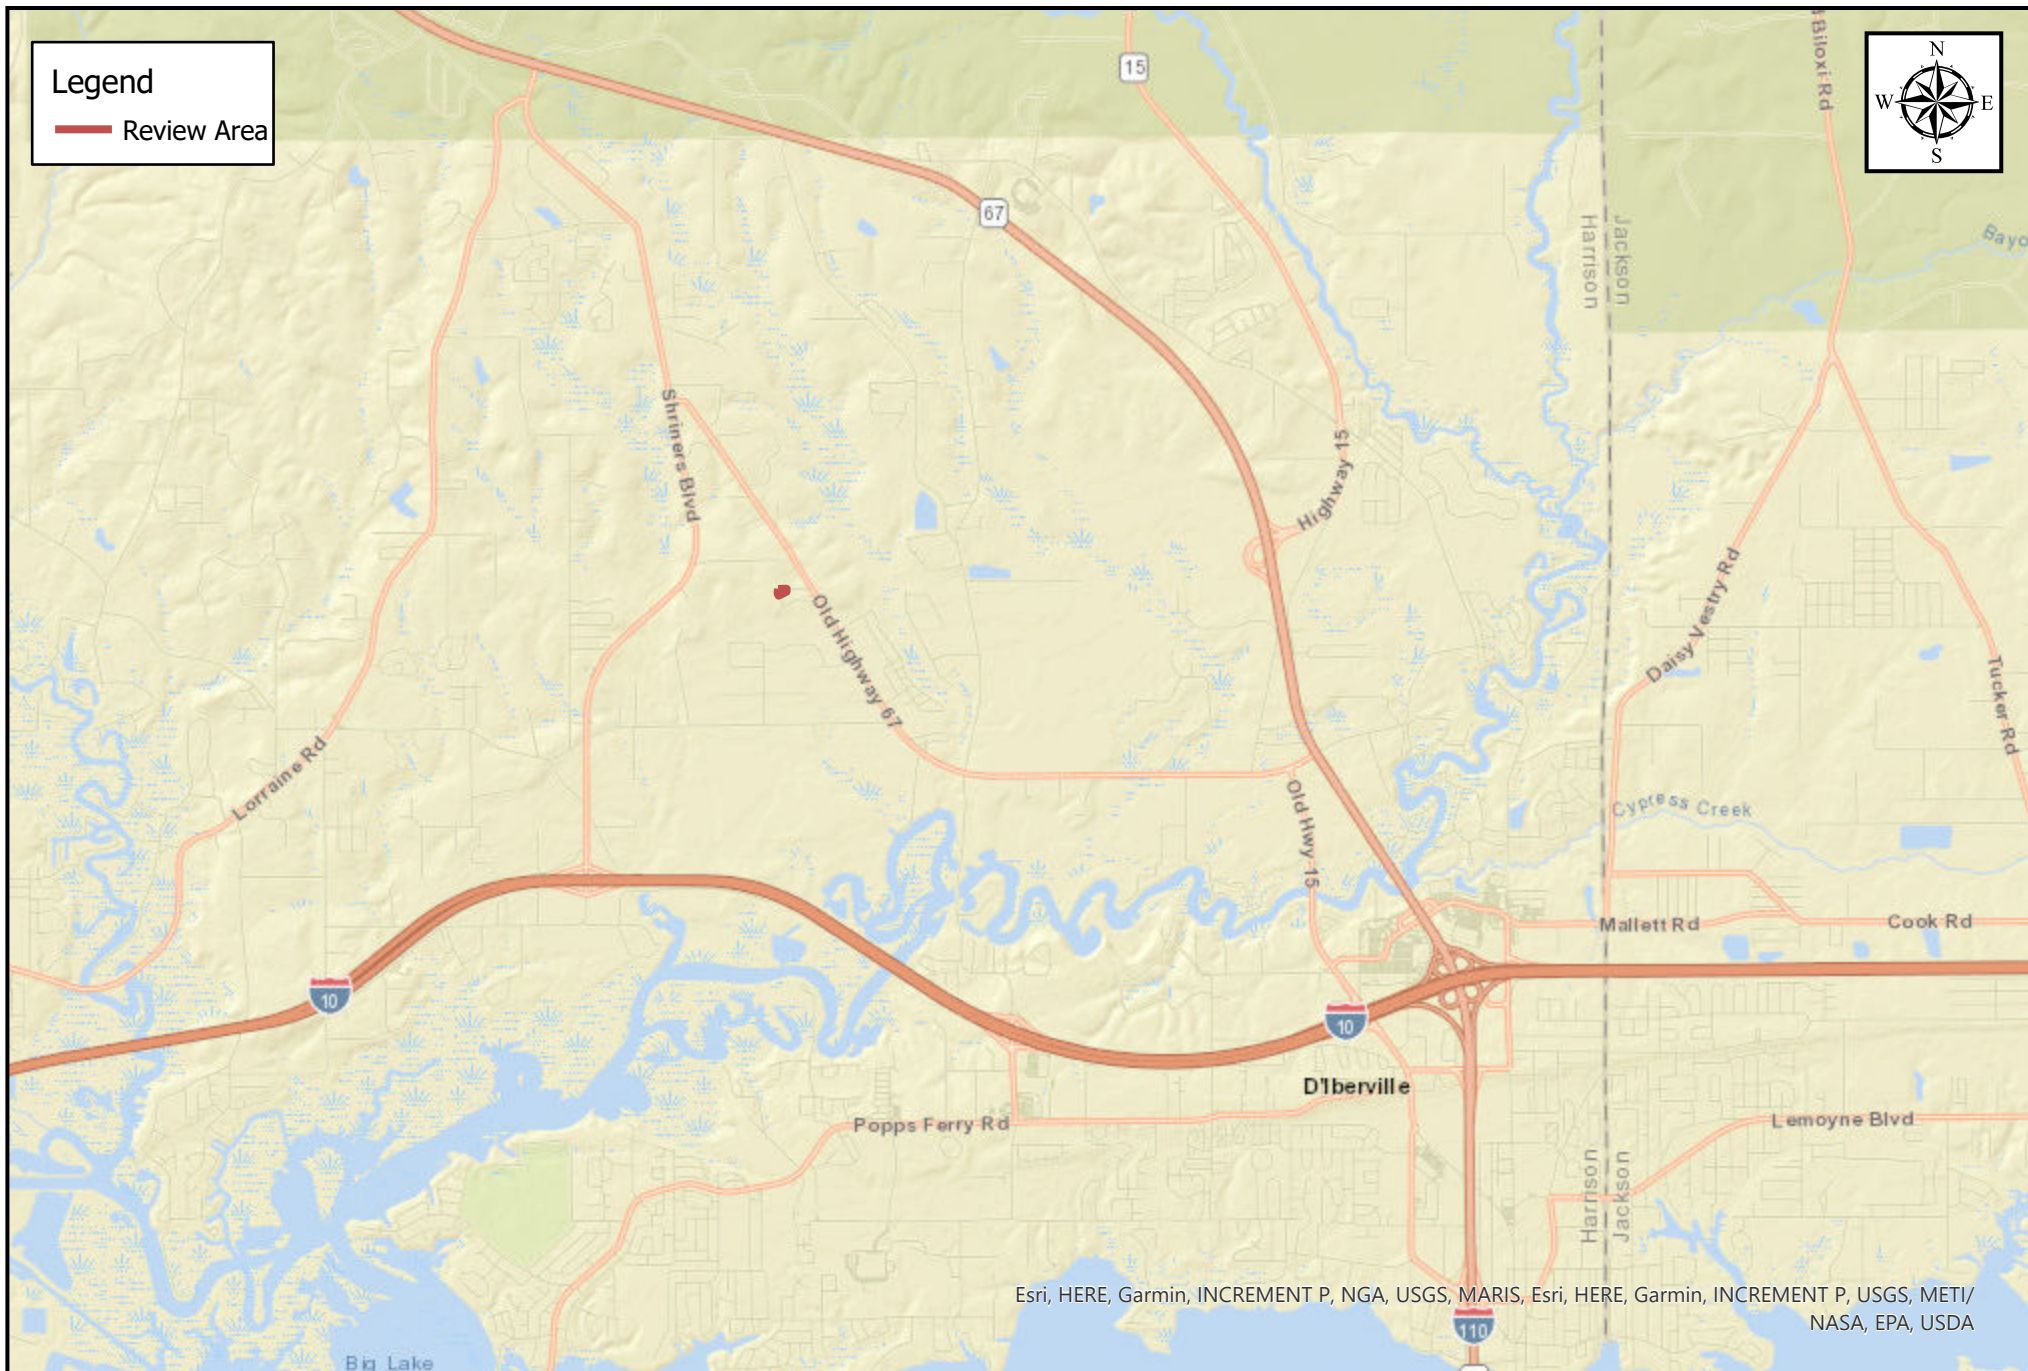 Legend
Review Area
N
W E
S
15
67
Biloxi Rd
Harrison
Jackson
Bayo
Shriners Blvd
Highway 15
Old Highway 67
Daisy Vestry Rd
Tucker Rd
Lorraine Rd
Old Hwy 15
Cypress Creek
Mallett Rd
Cook Rd
10
10
D'Iberville
Popps Ferry Rd
Lemoyne Blvd
Harrison
Jackson
Esri, HERE, Garmin, INCREMENT P, NGA, USGS, MARIS, Esri, HERE, Garmin, INCREMENT P, USGS, METI/
NASA, EPA, USDA
110
Big Lake